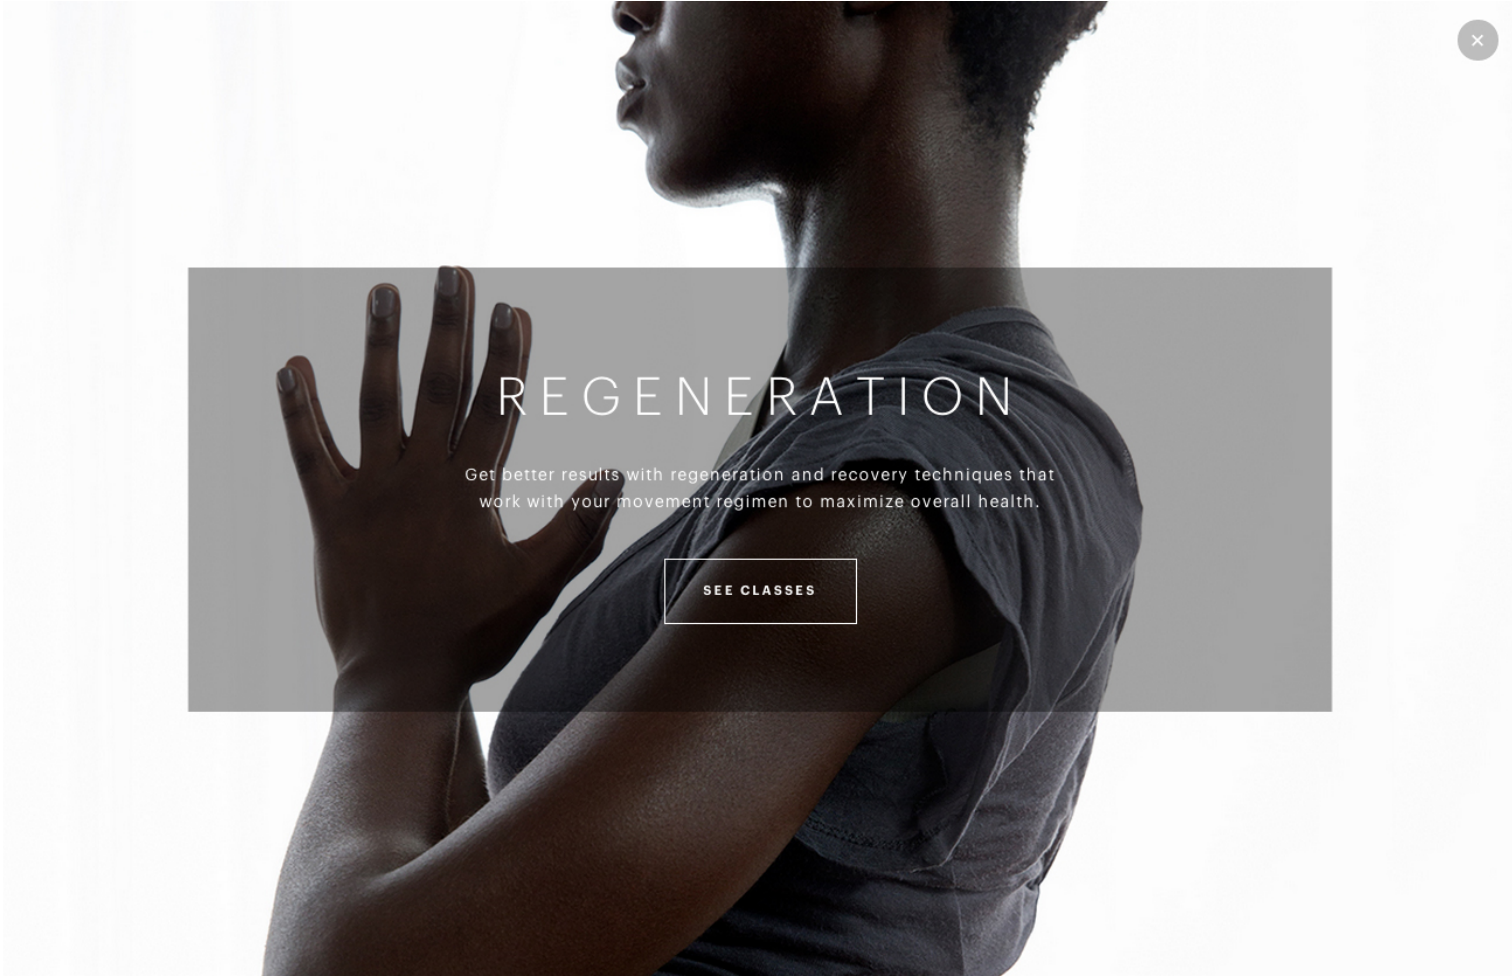 REGENERATION
Get better results with regeneration and recovery techniques that
work with your movement regimen to maximize overall health.
SEE CLASSES